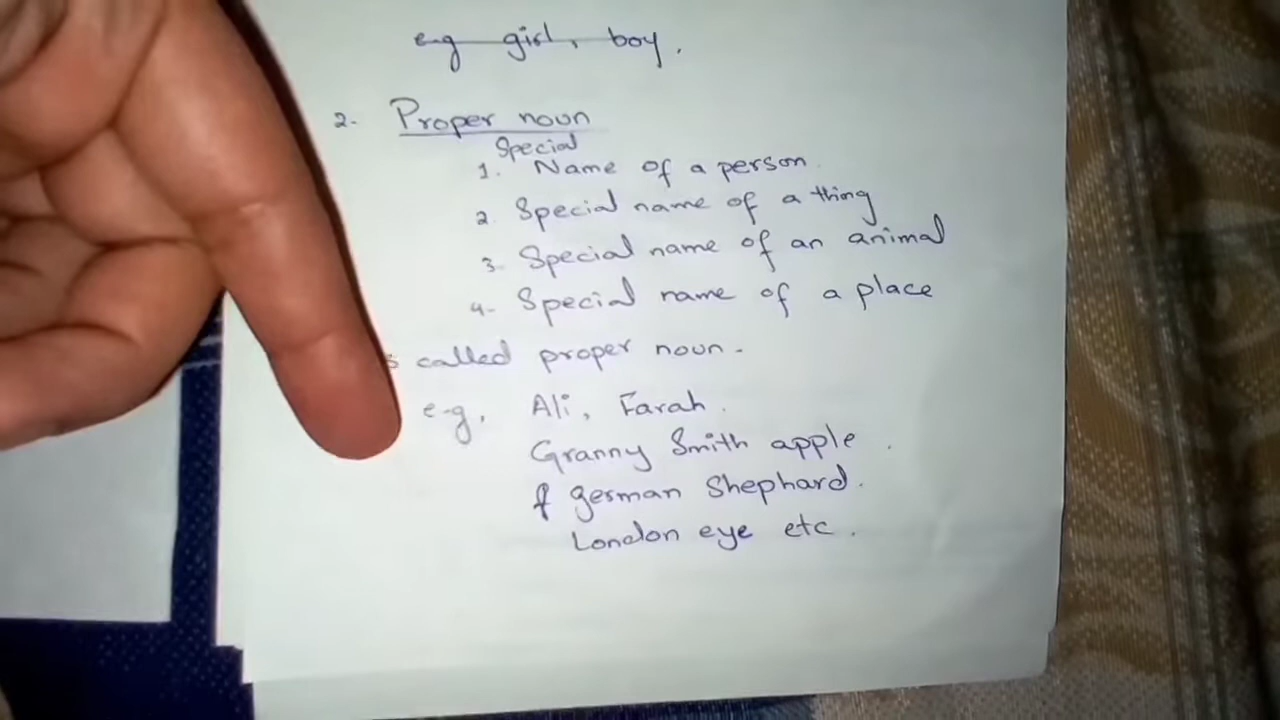 e-g girl, boy.
2- Proper noun
Special
1. Name of a person.
2 Special name of a thing
3- Special name of an animal
4- Special name of a place
called proper noun.
e-g, Ali, Farah.
Granny Smith apple.
german Shephard.
London eye etc.